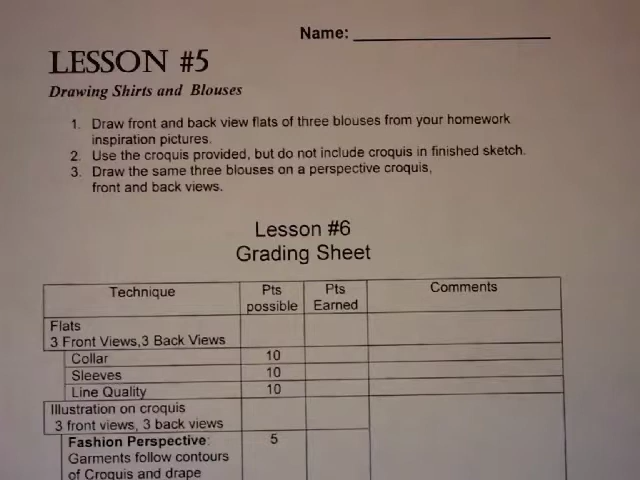 Name:
LESSON #5
Drawing Shirts and Blouses
1. Draw front and back view flats of three blouses from your homework
inspiration pictures.
2. Use the croquis provided, but do not include croquis in finished sketch.
3. Draw the same three blouses on a perspective croquis,
front and back views.
Lesson #6
Grading Sheet
Technique Pts possible Pts Earned Comments
Flats
3 Front Views,3 Back Views
Collar 10
Sleeves 10
Line Quality 10
Illustration on croquis
3 front views, 3 back views
Fashion Perspective: 5
Garments follow contours
of Croquis and drape